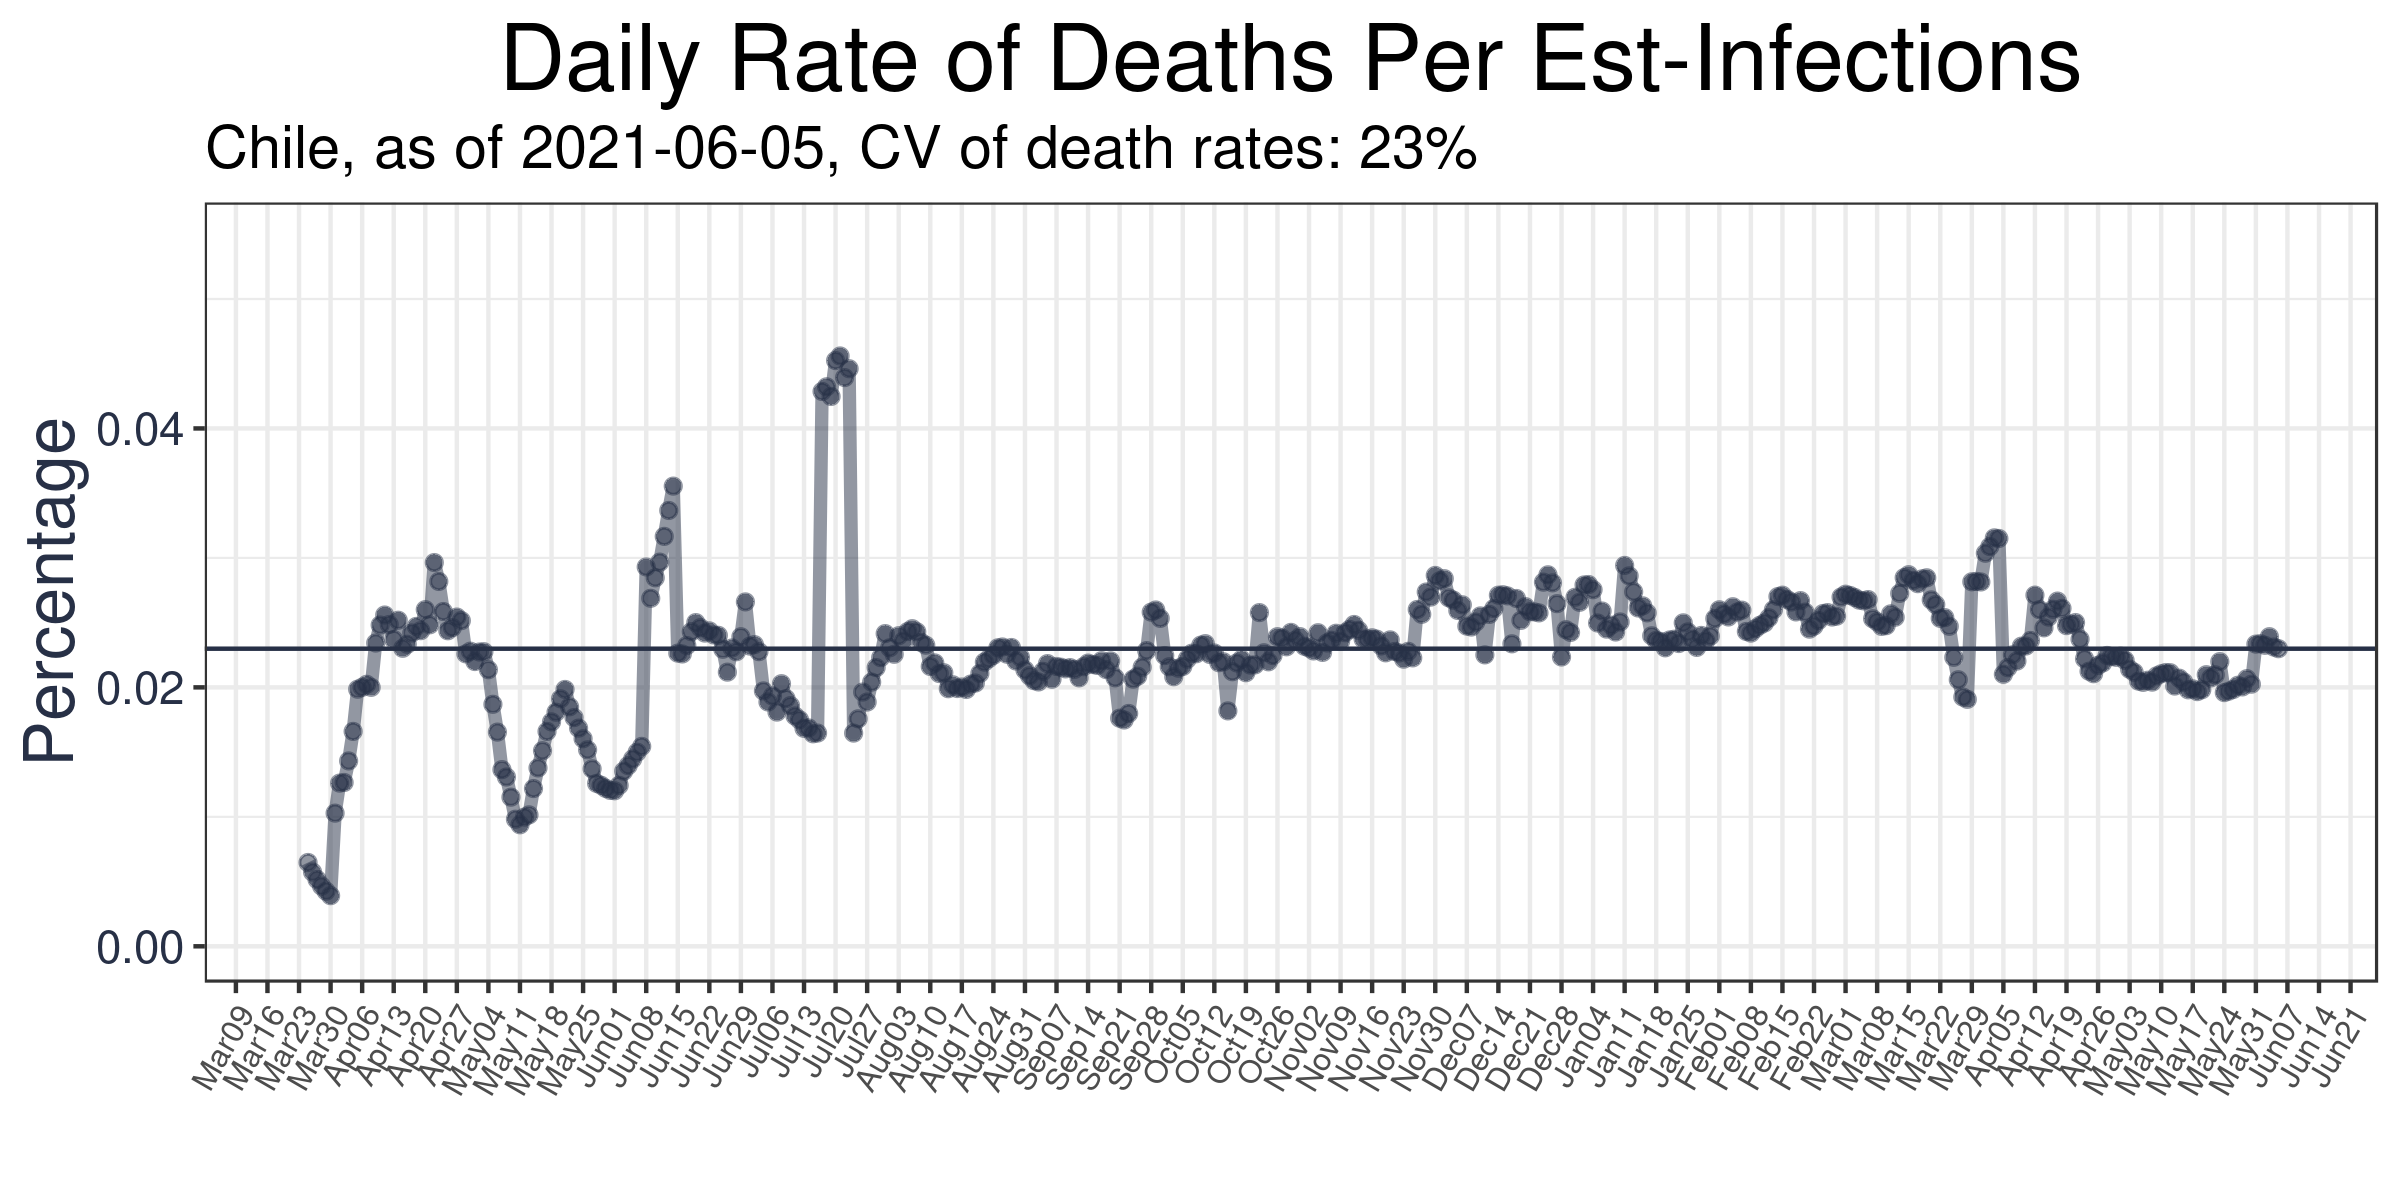 Daily Rate of Deaths Per Est-Infections
Chile, as of 2021-06-05, CV of death rates: 23%
Percentage
0.04
0.02
0.00
Mar09
Mar16
Mar23
Mar30
Apr06
Apr13
Apr20
Apr27
May04
May11
May18
May25
Jun01
Jun08
Jun15
Jun22
Jun29
Jul06
Jul13
Jul20
Jul27
Aug03
Aug10
Aug17
Aug24
Aug31
Sep07
Sep14
Sep21
Sep28
Oct05
Oct12
Oct19
Oct26
Nov02
Nov09
Nov16
Nov23
Nov30
Dec07
Dec14
Dec21
Dec28
Jan04
Jan11
Jan18
Jan25
Feb01
Feb08
Feb15
Feb22
Mar01
Mar08
Mar15
Mar22
Mar29
Apr05
Apr12
Apr19
Apr26
May03
May10
May17
May24
May31
Jun07
Jun14
Jun21